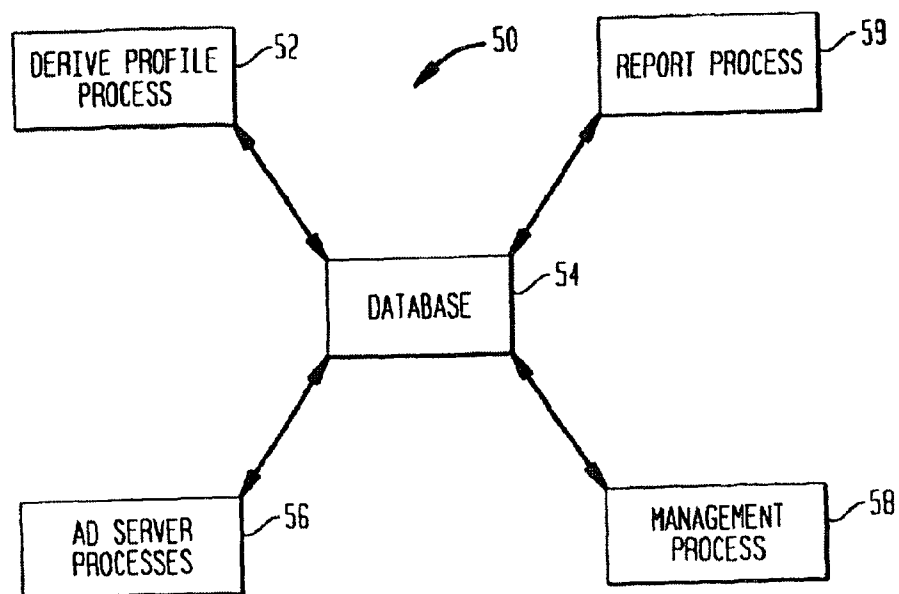 DERIVE PROFILE
PROCESS
52
50
REPORT PROCESS
59
DATABASE
54
AD SERVER
PROCESSES
56
MANAGEMENT
PROCESS
58